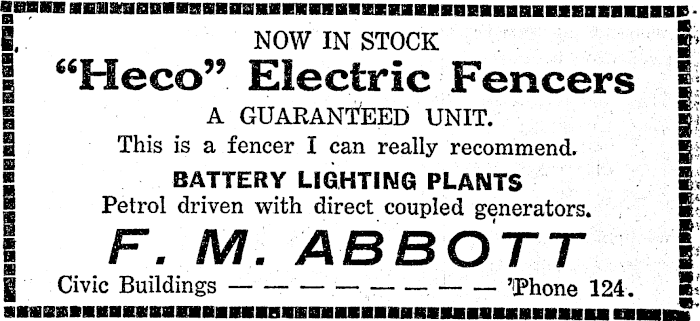 NOW IN STOCK
“Heco” Electric Fencers
A GUARANTEED UNIT.
This is a fencer I can really recommend.
BATTERY LIGHTING PLANTS
Petrol driven with direct coupled generators.
F. M. ABBOTT
Civic Buildings — — — — — — — — ’Phone 124.